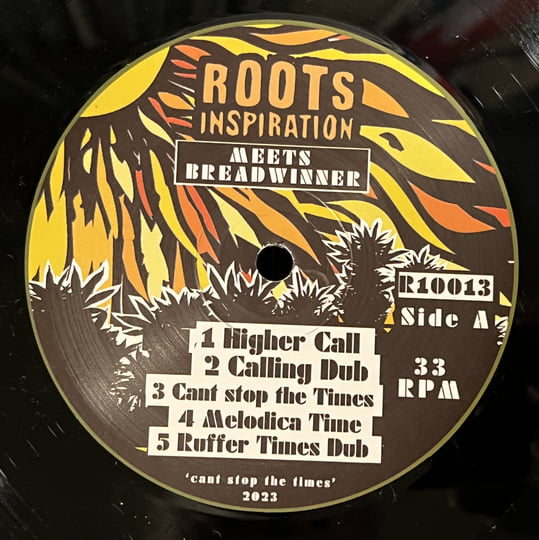 ROOTS
INSPIRATION
MEETS
BREADWINNER
R10013
Side A
33
RPM
1 Higher Call
2 Calling Dub
3 Cant stop the Times
4 Melodica Time
5 Ruffer Times Dub
'cant stop the times'
2023